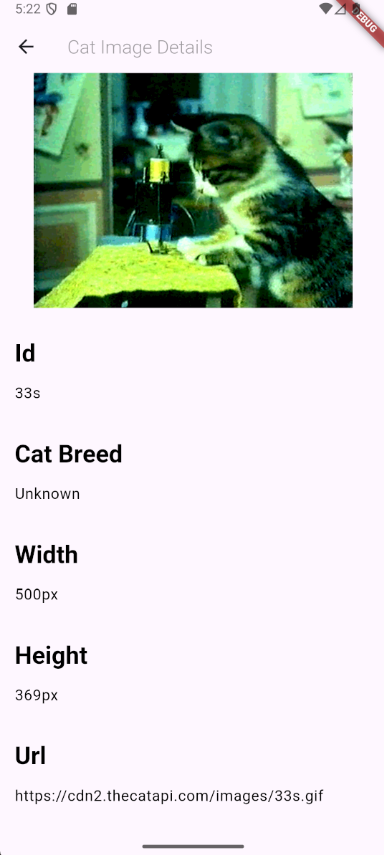 5:22
DEBUG
Cat Image Details
Id
33s
Cat Breed
Unknown
Width
500px
Height
369px
Url
https://cdn2.thecatapi.com/images/33s.gif